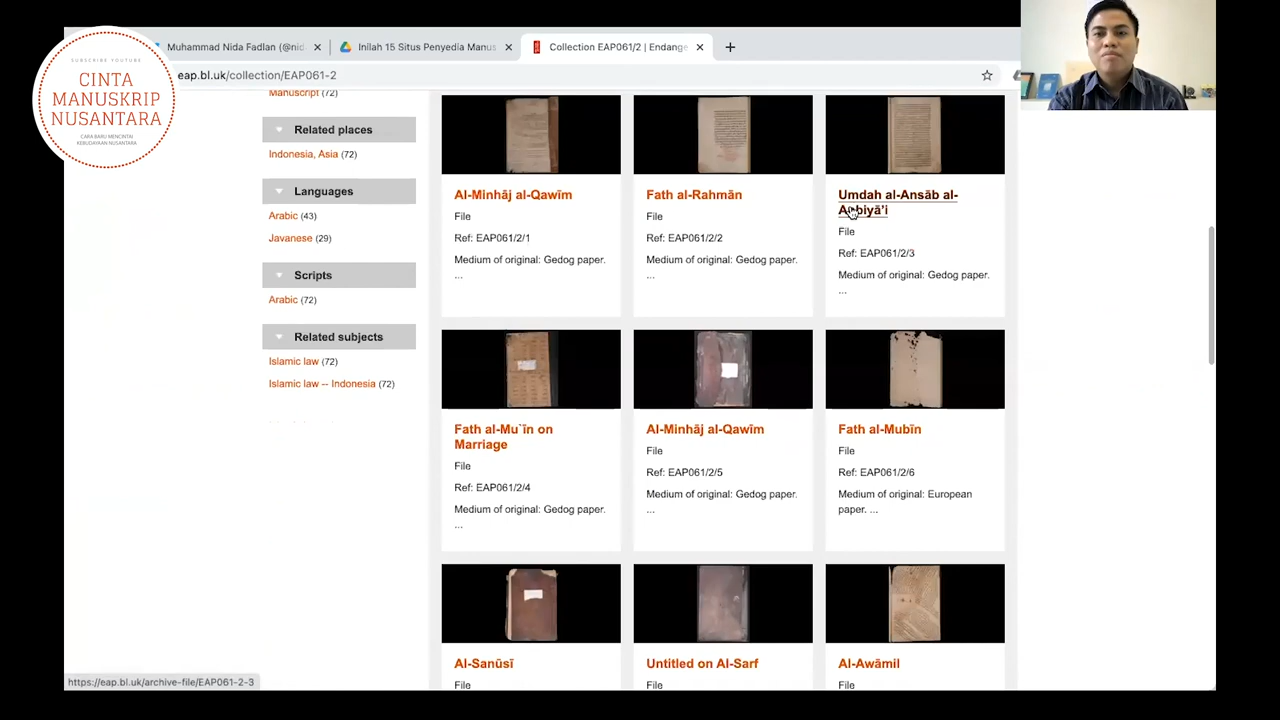 SUBSCRIBE YOUTUBE
CINTA
MANUSKRIP
NUSANTARA
CARA BARU MENCINTAI
KEBUDAYAAN NUSANTARA
Muhammad Nida Fadlan (@nid
Inilah 15 Situs Penyedia Manus
Collection EAP061/2 | Endange
eap.bl.uk/collection/EAP061-2
Manuscript (72)
Related places
Indonesia, Asia (72)
Languages
Arabic (43)
Javanese (29)
Scripts
Arabic (72)
Related subjects
Islamic law (72)
Islamic law -- Indonesia (72)
Al-Minhāj al-Qawīm
File
Ref: EAP061/2/1
Medium of original: Gedog paper.
...
Fath al-Rahmān
File
Ref: EAP061/2/2
Medium of original: Gedog paper.
...
Umdah al-Ansāb al-
Anbiyā’i
File
Ref: EAP061/2/3
Medium of original: Gedog paper.
...
Fath al-Mu`īn on
Marriage
File
Ref: EAP061/2/4
Medium of original: Gedog paper.
...
Al-Minhāj al-Qawīm
File
Ref: EAP061/2/5
Medium of original: Gedog paper.
...
Fath al-Mubīn
File
Ref: EAP061/2/6
Medium of original: European
paper. ...
Al-Sanūsī
File
Untitled on Al-Sarf
File
Al-Awāmil
File
https://eap.bl.uk/archive-file/EAP061-2-3